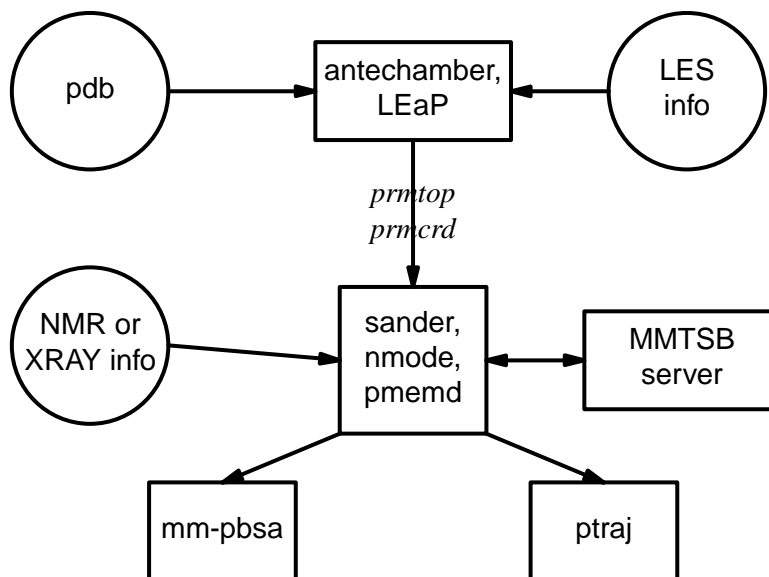 pdb
antechamber,
LEaP
LES
info
prmtop
prmcrd
NMR or
XRAY info
sander,
nmode,
pmemd
MMTSB
server
mm-pbsa
ptraj